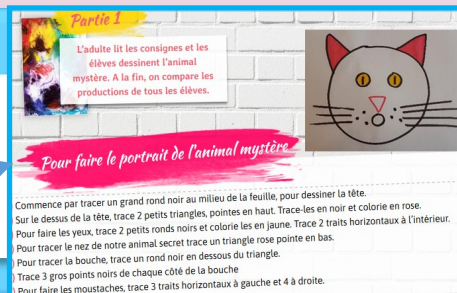 Partie 1
L'adulte lit les consignes et les
élèves dessinent l'animal
mystère. A la fin, on compare les
productions de tous les élèves.
Pour faire le portrait de l'animal mystère
Commence par tracer un grand rond noir au milieu de la feuille, pour dessiner la tête.
Sur le dessus de la tête, trace 2 petits triangles, pointes en haut. Trace-les en noir et colorie en rose.
Pour faire les yeux, trace 2 petits ronds noirs et colorie les en jaune. Trace 2 traits horizontaux à l'intérieur.
Pour tracer le nez de notre animal secret trace un triangle rose pointe en bas.
Pour tracer la bouche, trace un rond noir en dessous du triangle.
Trace 3 gros points noirs de chaque côté de la bouche
Pour faire les moustaches, trace 3 traits horizontaux à gauche et 4 à droite.